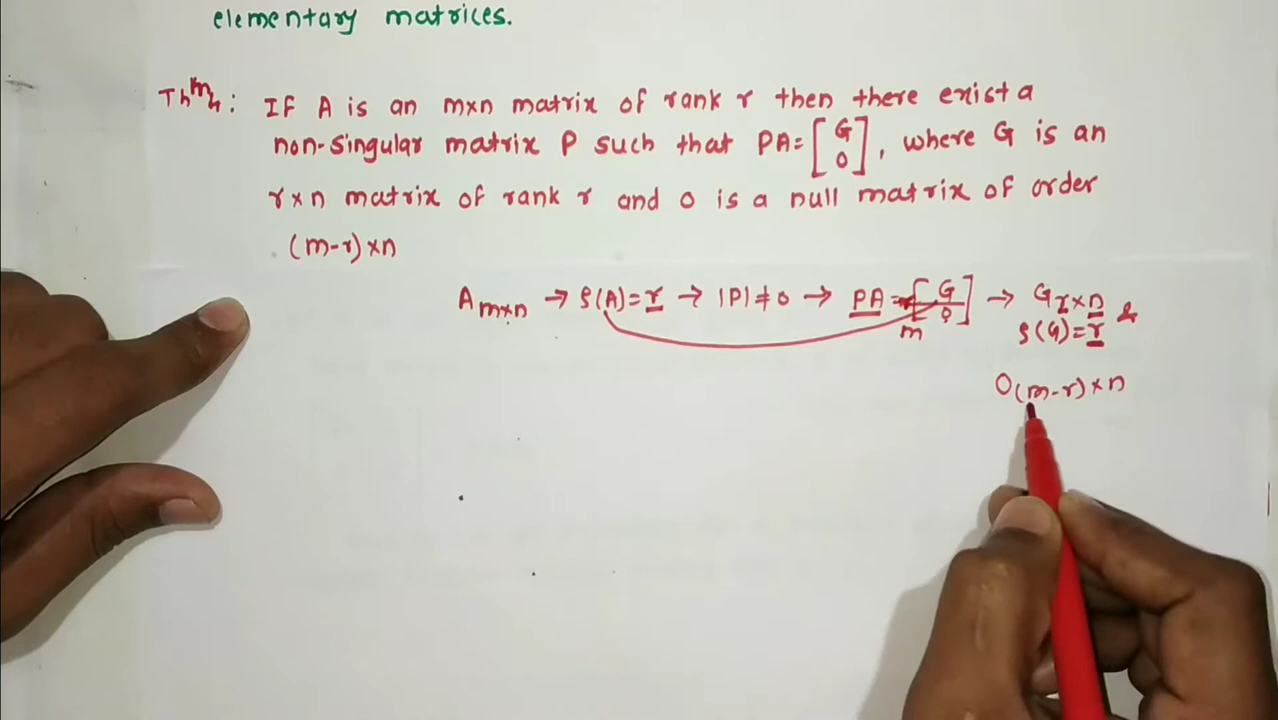 elementary matrices.
Thm: If A is an m×n matrix of rank r then there exist a
non-singular matrix P such that PA = [G 0], where G is an
r×n matrix of rank r and 0 is a null matrix of order
(m-r)×n
A m×n → ρ(A)=r → |P|≠0 → PA = [G 0] → G r×n &
m ρ(G)=r
O(m-r)×n